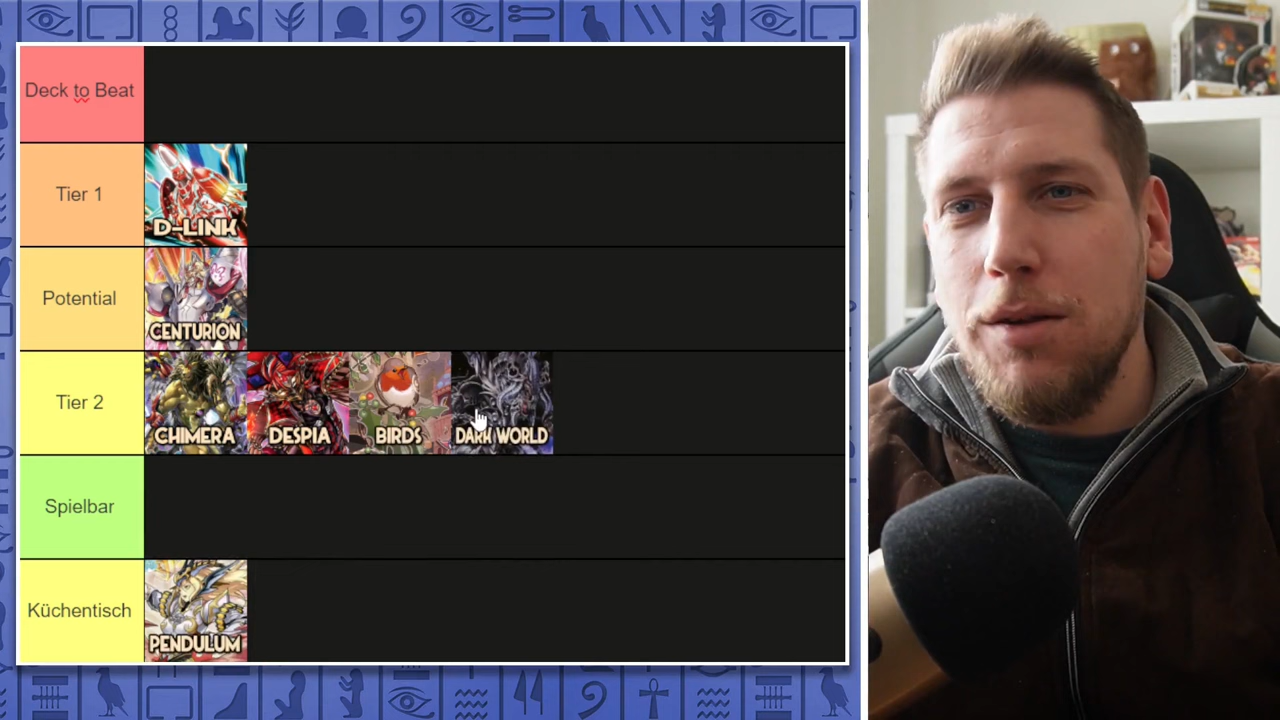 Deck to Beat
Tier 1
D-LINK
Potential
CENTURION
Tier 2
CHIMERA
DESPIA
BIRDS
DARK WORLD
Spielbar
Küchentisch
PENDULUM